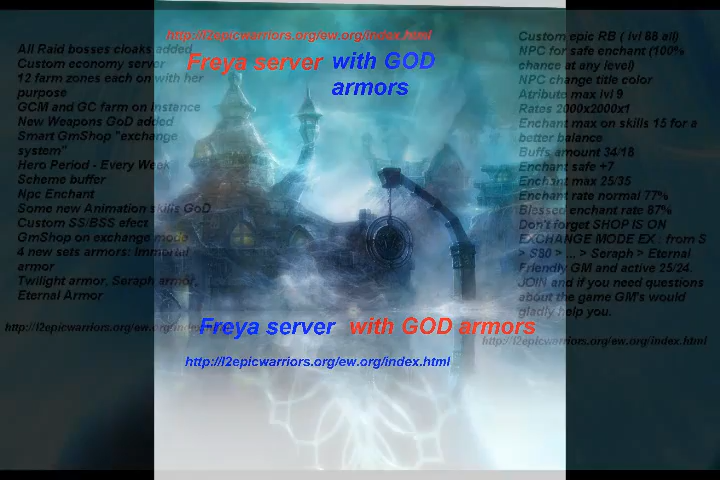 All Raid bosses cloaks added
Custom economy server
12 farm zones each on with her
purpose
GCM and GC farm on Instence
New Weapons GoD added
Smart GmShop "exchange
system"
Hero Period - Every Week
Scheme buffer
Npc Enchant
Some new Animation skills GoD
Custom SS/BSS efect
GmShop on exchange mode
4 new sets armors: Immortal
armor
Twilight armor, Seraph armor,
Eternal Armor
http://l2epicwarriors.org/ew.org/index.html
http://l2epicwarriors.org/ew.org/index.html
Freya server with GOD
armors
Freya server with GOD armors
http://l2epicwarriors.org/ew.org/index.html
Custom epic RB ( lvl 88 all)
NPC for safe enchant (100%
chance at any level)
NPC change title color
Atribute max lvl 9
Rates 2000x2000x1
Enchant max on skills 15 for a
better balance
Buffs amount 34/18
Enchant safe +7
Enchant max 25/35
Enchant rate normal 77%
Blessed enchant rate 87%
Don't forget SHOP IS ON
EXCHANGE MODE EX : from S
> S80 > ... > Seraph > Eternal
Friendly GM and active 25/24.
JOIN and if you need questions
about the game GM's would
gladly help you.
http://l2epicwarriors.org/ew.org/index.html